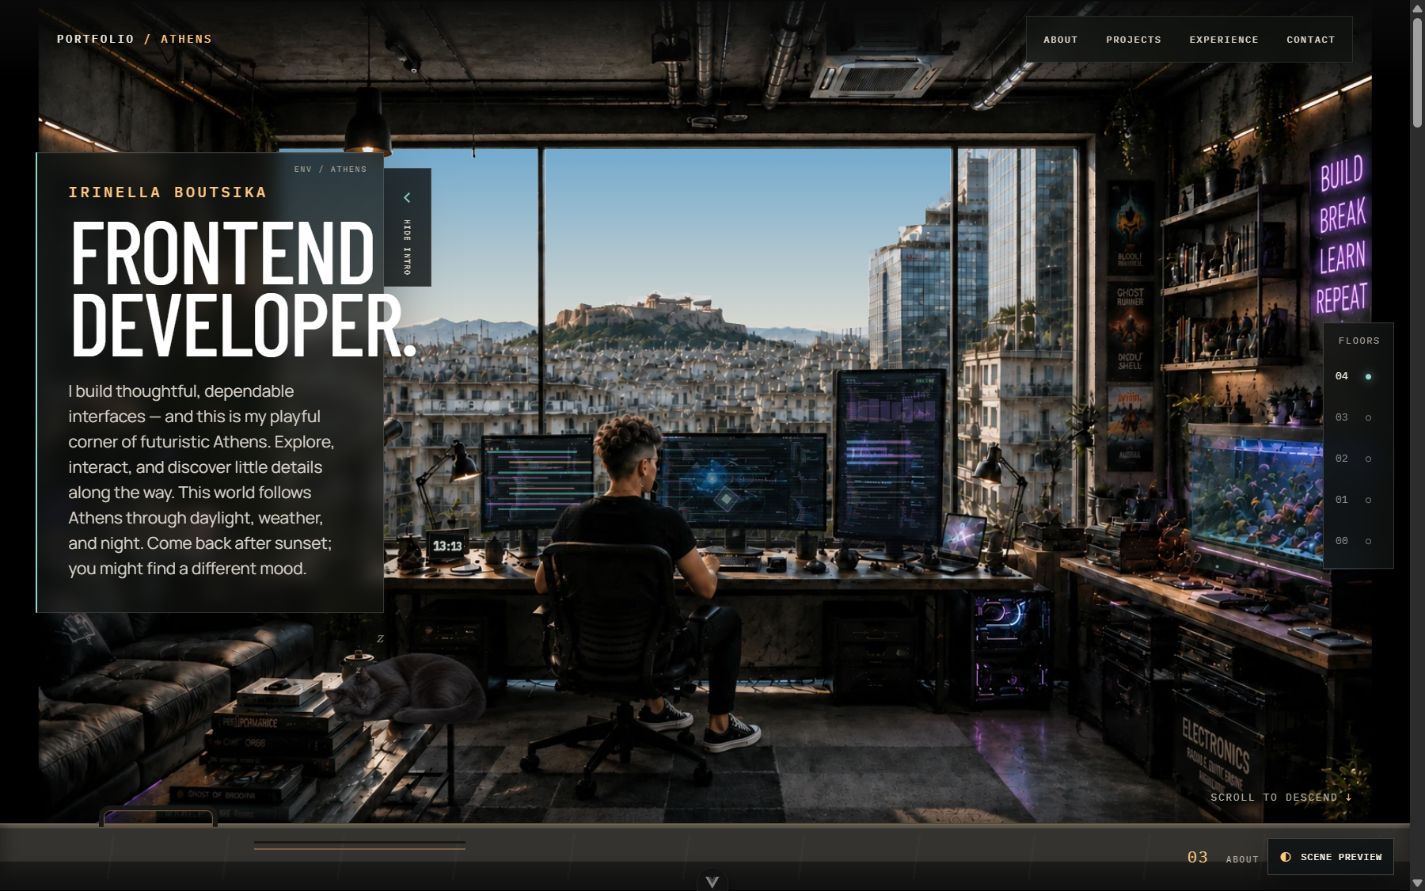 PORTFOLIO / ATHENS
ABOUT PROJECTS EXPERIENCE CONTACT
ENV / ATHENS
IRINELLA BOUTSIKA
FRONTEND
DEVELOPER.
I build thoughtful, dependable
interfaces — and this is my playful
corner of futuristic Athens. Explore,
interact, and discover little details
along the way. This world follows
Athens through daylight, weather,
and night. Come back after sunset;
you might find a different mood.
HIDE INTRO
BUILD
BREAK
LEARN
REPEAT
GHOST
RUNNER
SHELL
FLOORS
04
03
02
01
00
13:13
Z
ELECTRONICS
SCROLL TO DESCEND ↓
03 ABOUT
SCENE PREVIEW